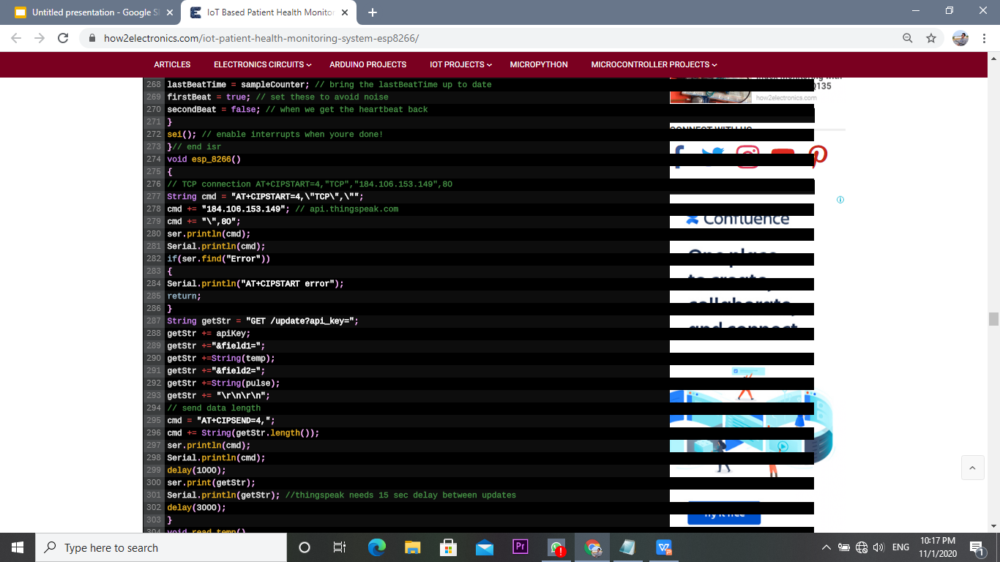 Untitled presentation - Google Sl
IoT Based Patient Health Monitor
how2electronics.com/iot-patient-health-monitoring-system-esp8266/
ARTICLES ELECTRONICS CIRCUITS ARDUINO PROJECTS IOT PROJECTS MICROPYTHON MICROCONTROLLER PROJECTS
268 lastBeatTime = sampleCounter; // bring the lastBeatTime up to date
269 firstBeat = true; // set these to avoid noise
270 secondBeat = false; // when we get the heartbeat back
271 }
272 sei(); // enable interrupts when youre done!
273 }// end isr
274 void esp_8266()
275 {
276 // TCP connection AT+CIPSTART=4,"TCP","184.106.153.149",80
277 String cmd = "AT+CIPSTART=4,\"TCP\",\"";
278 cmd += "184.106.153.149"; // api.thingspeak.com
279 cmd += "\",80";
280 ser.println(cmd);
281 Serial.println(cmd);
282 if(ser.find("Error"))
283 {
284 Serial.println("AT+CIPSTART error");
285 return;
286 }
287 String getStr = "GET /update?api_key=";
288 getStr += apiKey;
289 getStr +="&field1=";
290 getStr +=String(temp);
291 getStr +="&field2=";
292 getStr +=String(pulse);
293 getStr += "\r\n\r\n";
294 // send data length
295 cmd = "AT+CIPSEND=4,";
296 cmd += String(getStr.length());
297 ser.println(cmd);
298 Serial.println(cmd);
299 delay(1000);
300 ser.print(getStr);
301 Serial.println(getStr); //thingspeak needs 15 sec delay between updates
302 delay(3000);
303 }
304 void read_temp()
Q135
how2electronics.com
CONNECT WITH US
Confluence
One place
to create,
collaborate,
and connect
Try it free
Type here to search
ENG
10:17 PM
11/1/2020
1